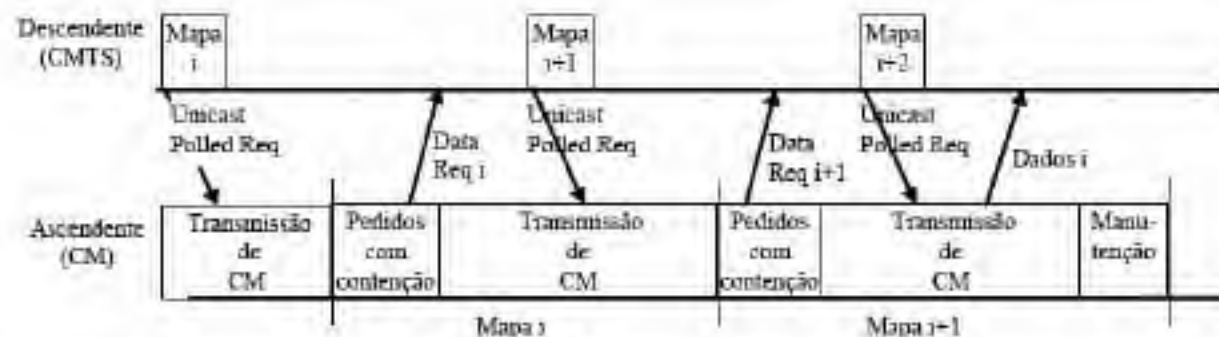 Descendente
(CMTS)
Mapa
i
Mapa
i+1
Mapa
i+2
Unicast
Polled Req
Data
Req i
Unicast
Polled Req
Data
Req i+1
Unicast
Polled Req
Dados i
Ascendente
(CM)
Transmissão
de
CM
Pedidos
com
contenção
Transmissão
de
CM
Pedidos
com
contenção
Transmissão
de
CM
Manu-
tenção
Mapa i
Mapa i+1